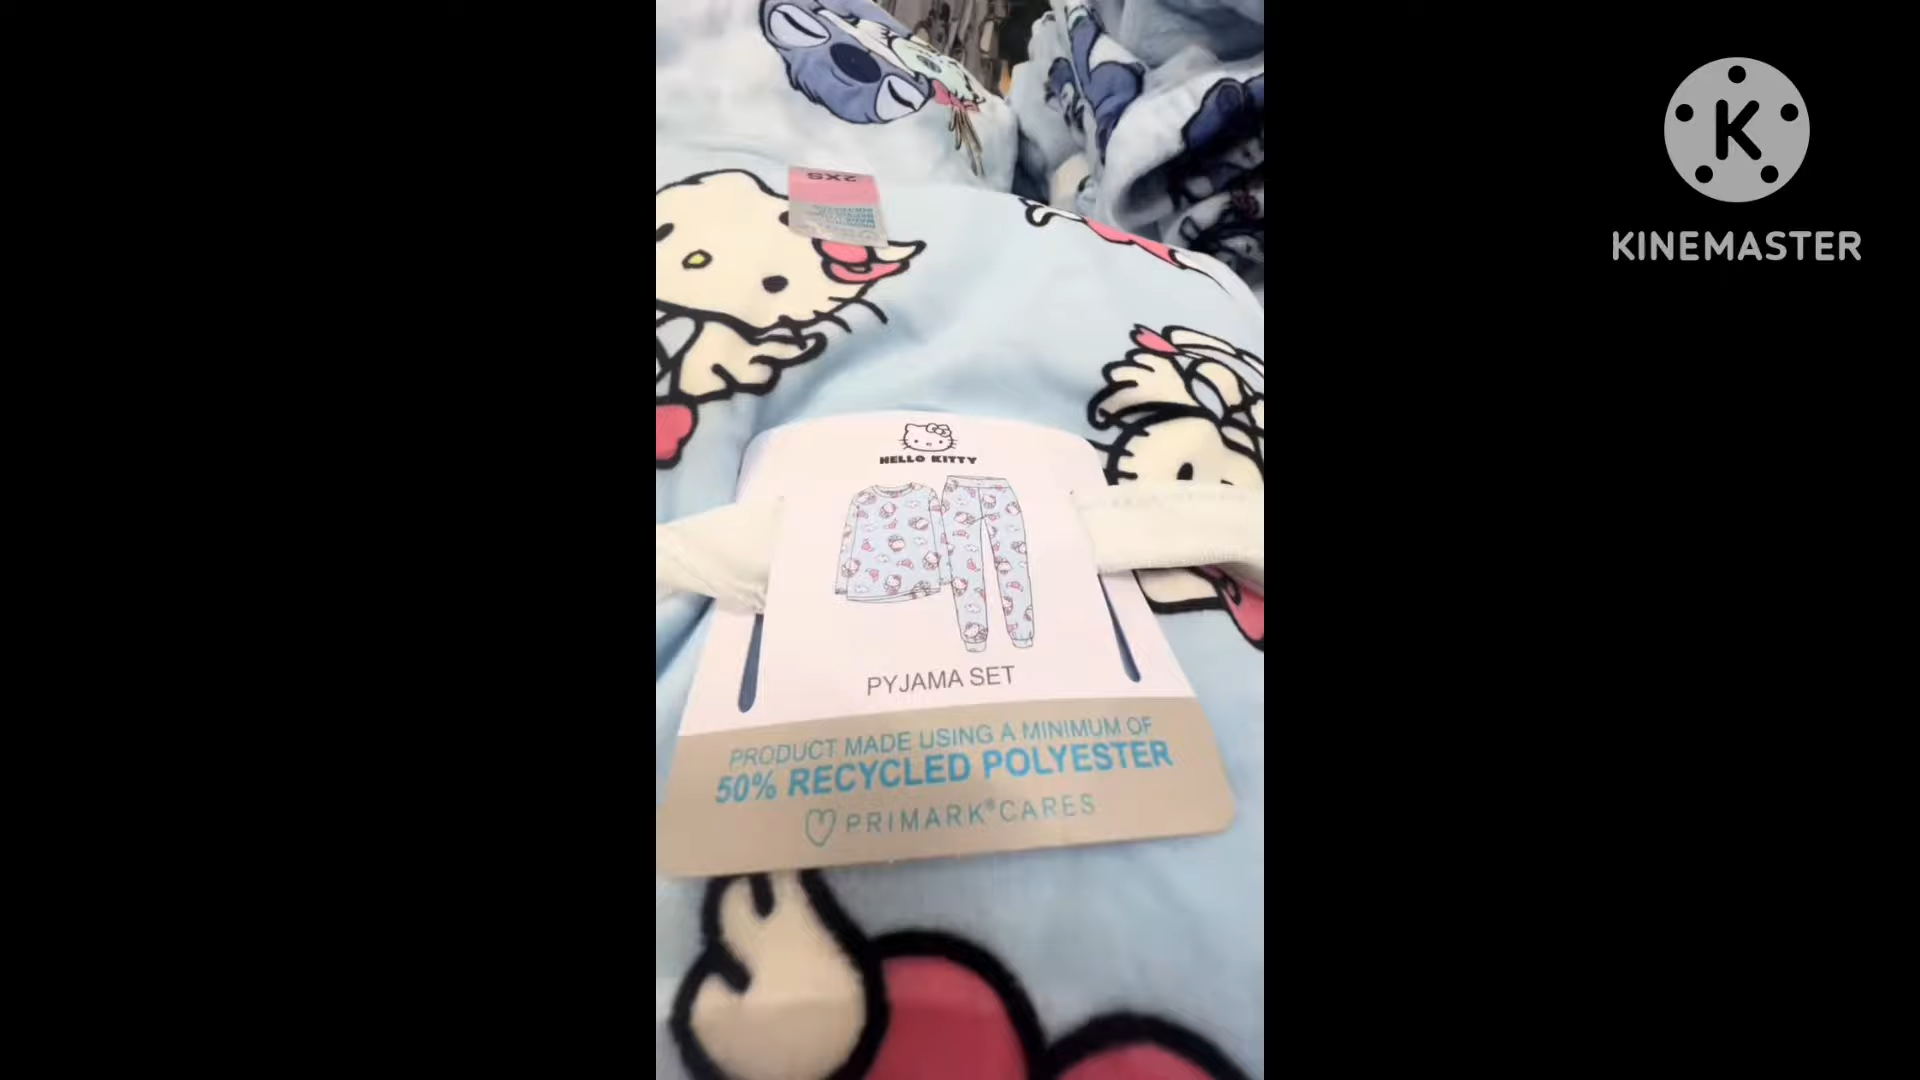 2XS
HELLO KITTY
PYJAMA SET
PRODUCT MADE USING A MINIMUM OF
50% RECYCLED POLYESTER
PRIMARK®CARES
K
KINEMASTER